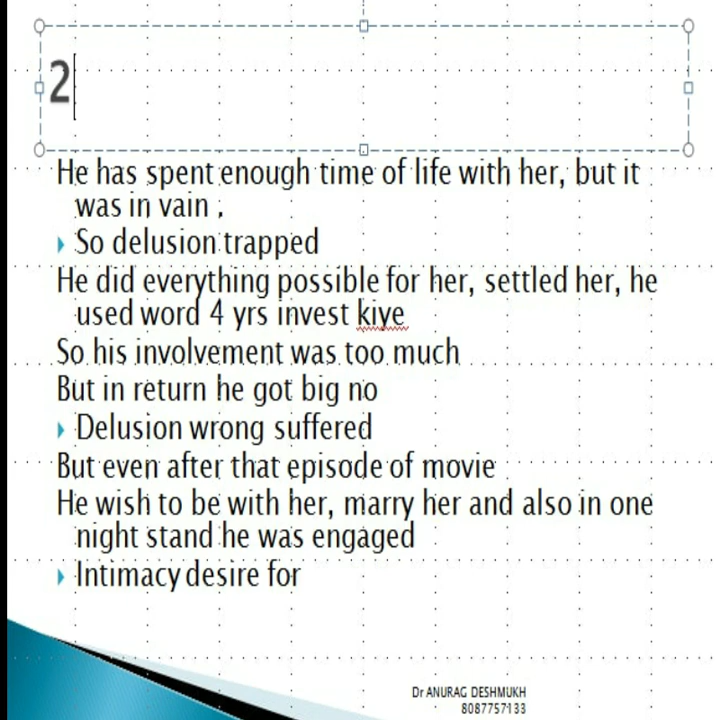 2
He has spent enough time of life with her, but it
was in vain .
So delusion trapped
He did everything possible for her, settled her, he
used word 4 yrs invest kiye
So his involvement was too much
But in return he got big no
Delusion wrong suffered
But even after that episode of movie
He wish to be with her, marry her and also in one
night stand he was engaged
Intimacy desire for
Dr ANURAG DESHMUKH
8087757133